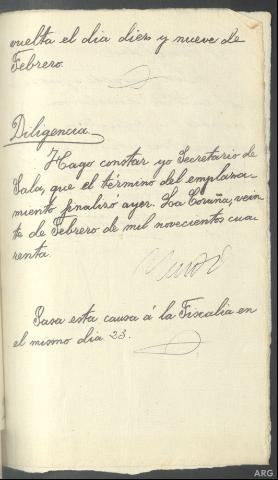 vuelta el dia diez y nueve de
Febrero.
Diligencia
Hago constar yo Secretario de
Sala, que el término del emplaza-
miento finalizó ayer. La Coruña, vein
te de Febrero de mil novecientos cua-
renta.
Pasa esta causa á la Fiscalia en
el mismo dia 23.
ARG